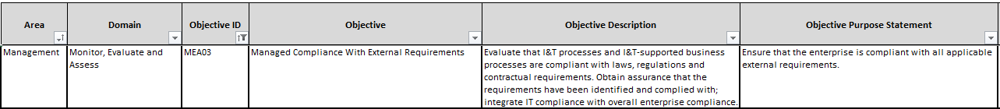 Area Domain Objective ID Objective Objective Description Objective Purpose Statement
Management Monitor, Evaluate and MEA03 Managed Compliance With External Requirements Evaluate that I&T processes and I&T-supported business Ensure that the enterprise is compliant with all applicable
Assess processes are compliant with laws, regulations and external requirements.
contractual requirements. Obtain assurance that the
requirements have been identified and complied with;
integrate IT compliance with overall enterprise compliance.